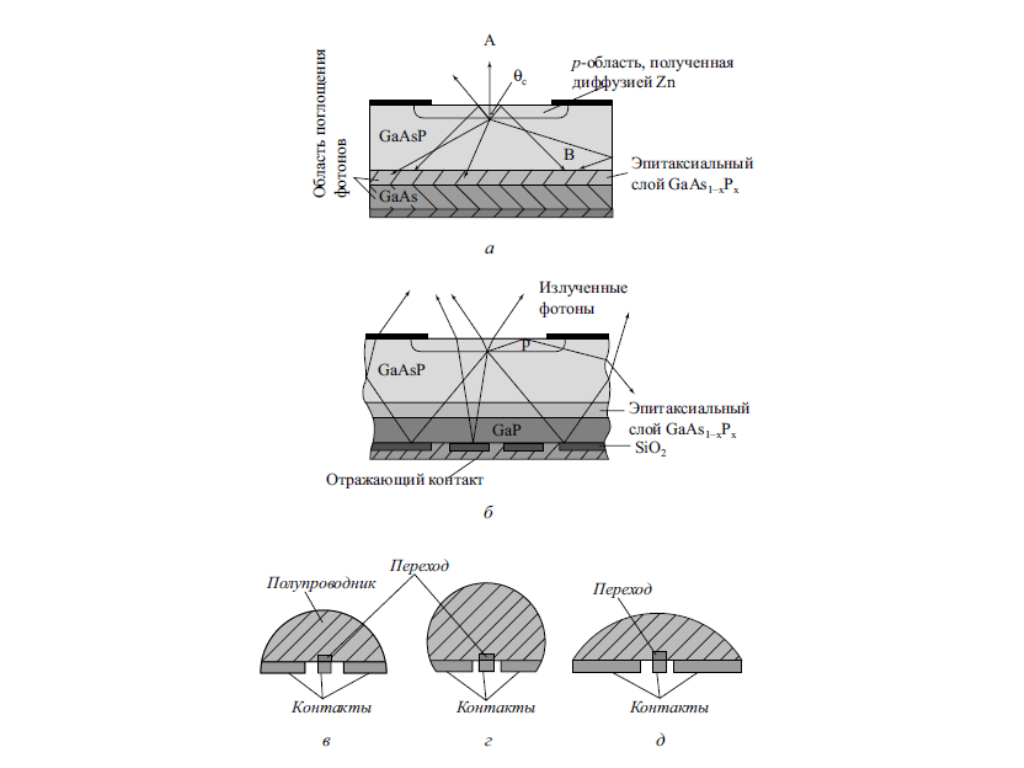 A
θc
p-область, полученная
диффузией Zn
Область поглощения
фотонов
GaAsP
B
Эпитаксиальный
слой GaAs1–xPx
GaAs
а
Излученные
фотоны
p
GaAsP
Эпитаксиальный
слой GaAs1–xPx
GaP
SiO2
Отражающий контакт
б
Переход
Полупроводник
Переход
Контакты
Контакты
Контакты
в
г
д